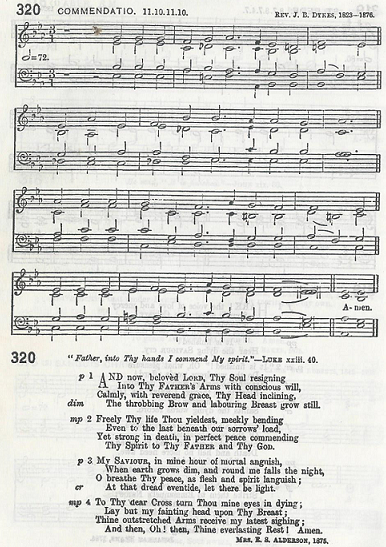 320 COMMENDATIO. 11.10.11.10. REV. J. B. DYKES, 1823—1876.
=72.
A- men.
320 "Father, into Thy hands I commend My spirit."—LUKE xxiii. 49.
p 1 AND now, belovèd LORD, Thy Soul resigning
Into Thy FATHER'S Arms with conscious will,
Calmly, with reverend grace, Thy Head inclining,
dim The throbbing Brow and labouring Breast grow still.
mp 2 Freely Thy life Thou yieldest, meekly bending
Even to the last beneath our sorrows' load,
Yet strong in death, in perfect peace commending
Thy Spirit to Thy FATHER and Thy GOD.
p 3 MY SAVIOUR, in mine hour of mortal anguish,
When earth grows dim, and round me falls the night,
O breathe Thy peace, as flesh and spirit languish;
cr At that dread eventide, let there be light.
mp 4 To Thy dear Cross turn Thou mine eyes in dying;
Lay but my fainting head upon Thy Breast;
Thine outstretched Arms receive my latest sighing;
And then, Oh! then, Thine everlasting Rest! Amen.
MRS. E. S. ALDERSON, 1875.